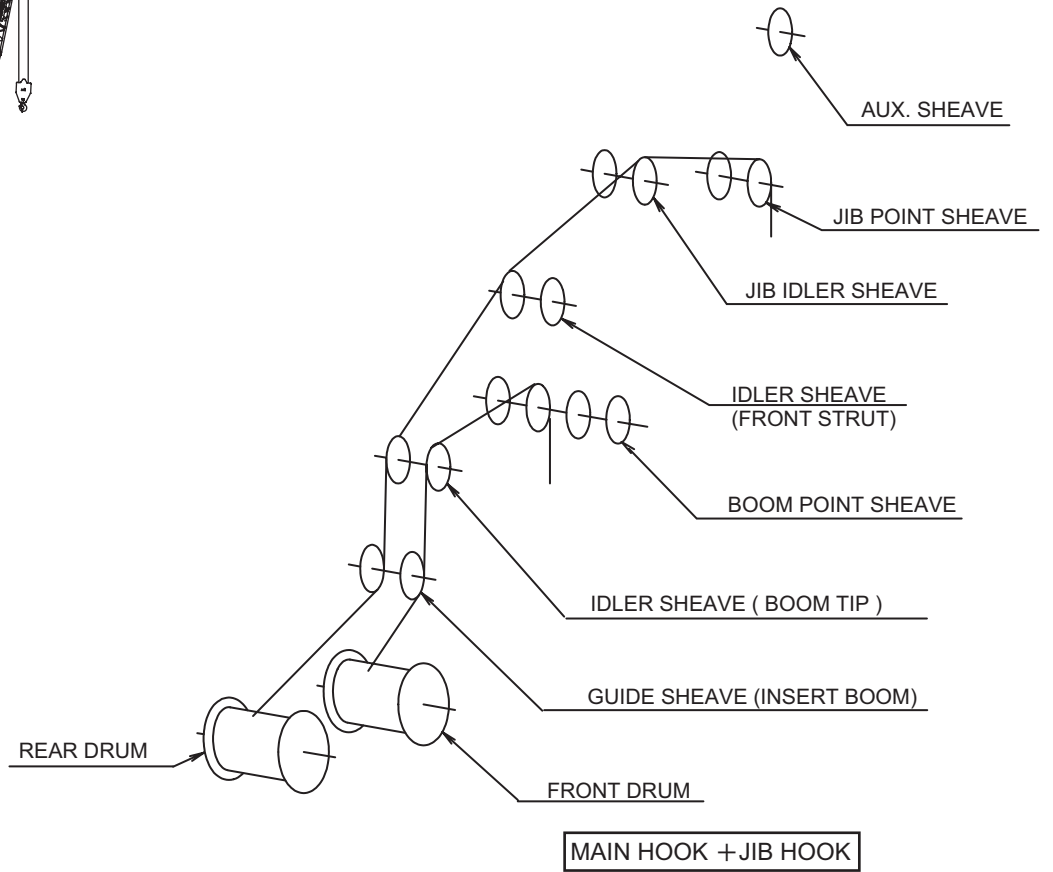 AUX. SHEAVE
JIB POINT SHEAVE
JIB IDLER SHEAVE
IDLER SHEAVE
(FRONT STRUT)
BOOM POINT SHEAVE
IDLER SHEAVE ( BOOM TIP )
GUIDE SHEAVE (INSERT BOOM)
REAR DRUM
FRONT DRUM
MAIN HOOK +JIB HOOK